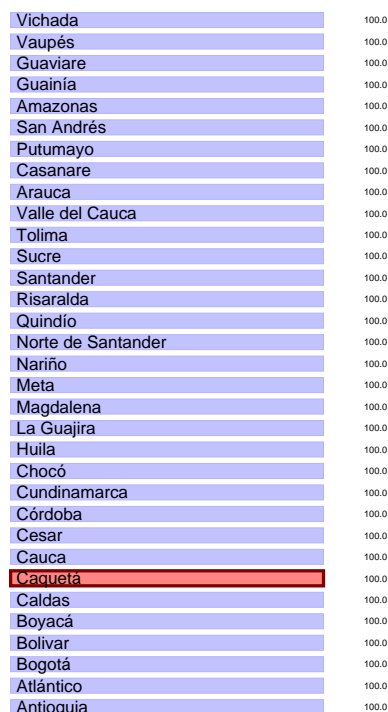 Vichada 100.0
Vaupés 100.0
Guaviare 100.0
Guainía 100.0
Amazonas 100.0
San Andrés 100.0
Putumayo 100.0
Casanare 100.0
Arauca 100.0
Valle del Cauca 100.0
Tolima 100.0
Sucre 100.0
Santander 100.0
Risaralda 100.0
Quindío 100.0
Norte de Santander 100.0
Nariño 100.0
Meta 100.0
Magdalena 100.0
La Guajira 100.0
Huila 100.0
Chocó 100.0
Cundinamarca 100.0
Córdoba 100.0
Cesar 100.0
Cauca 100.0
Caquetá 100.0
Caldas 100.0
Boyacá 100.0
Bolivar 100.0
Bogotá 100.0
Atlántico 100.0
Antioquia 100.0